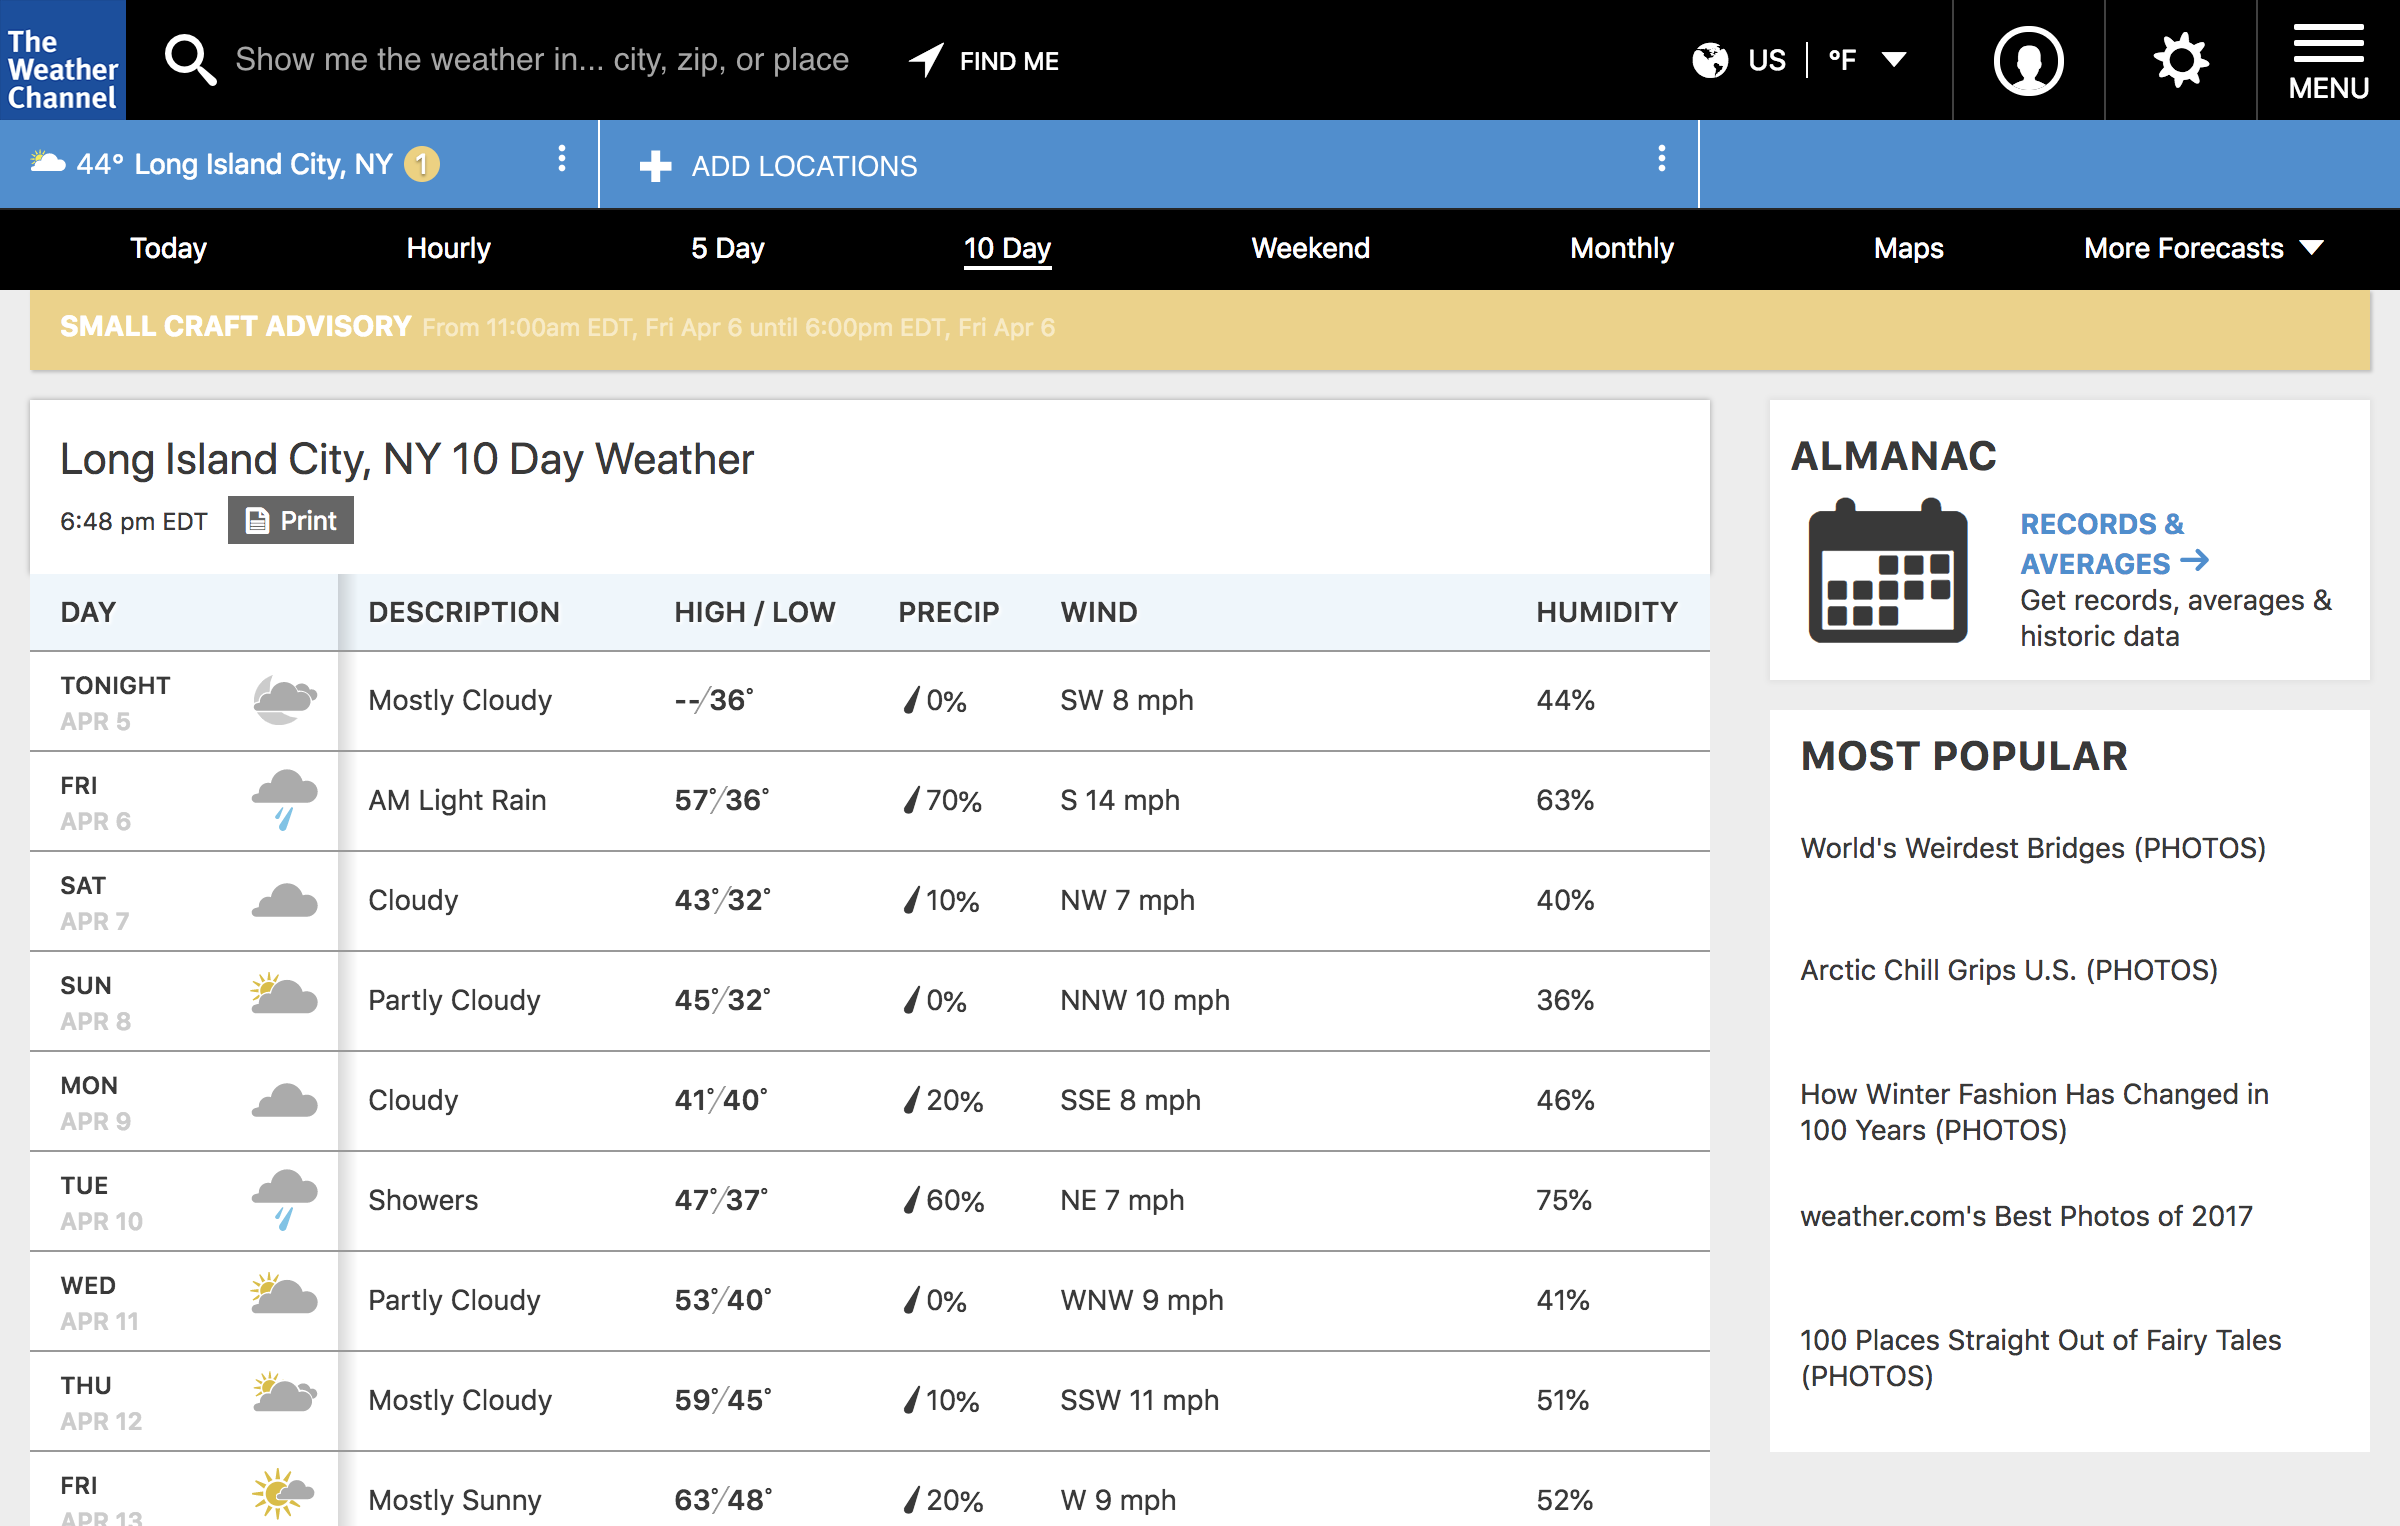 The
Weather
Channel
Show me the weather in... city, zip, or place
FIND ME
US
°F
MENU
44° Long Island City, NY 1
ADD LOCATIONS
Today
Hourly
5 Day
10 Day
Weekend
Monthly
Maps
More Forecasts
SMALL CRAFT ADVISORY From 11:00am EDT, Fri Apr 6 until 6:00pm EDT, Fri Apr 6
Long Island City, NY 10 Day Weather
6:48 pm EDT Print
DAY DESCRIPTION HIGH / LOW PRECIP WIND HUMIDITY
TONIGHT
APR 5
Mostly Cloudy --/36° 0% SW 8 mph 44%
FRI
APR 6
AM Light Rain 57°/36° 70% S 14 mph 63%
SAT
APR 7
Cloudy 43°/32° 10% NW 7 mph 40%
SUN
APR 8
Partly Cloudy 45°/32° 0% NNW 10 mph 36%
MON
APR 9
Cloudy 41°/40° 20% SSE 8 mph 46%
TUE
APR 10
Showers 47°/37° 60% NE 7 mph 75%
WED
APR 11
Partly Cloudy 53°/40° 0% WNW 9 mph 41%
THU
APR 12
Mostly Cloudy 59°/45° 10% SSW 11 mph 51%
FRI
APR 13
Mostly Sunny 63°/48° 20% W 9 mph 52%
ALMANAC
RECORDS &
AVERAGES
Get records, averages &
historic data
MOST POPULAR
World's Weirdest Bridges (PHOTOS)
Arctic Chill Grips U.S. (PHOTOS)
How Winter Fashion Has Changed in
100 Years (PHOTOS)
weather.com's Best Photos of 2017
100 Places Straight Out of Fairy Tales
(PHOTOS)